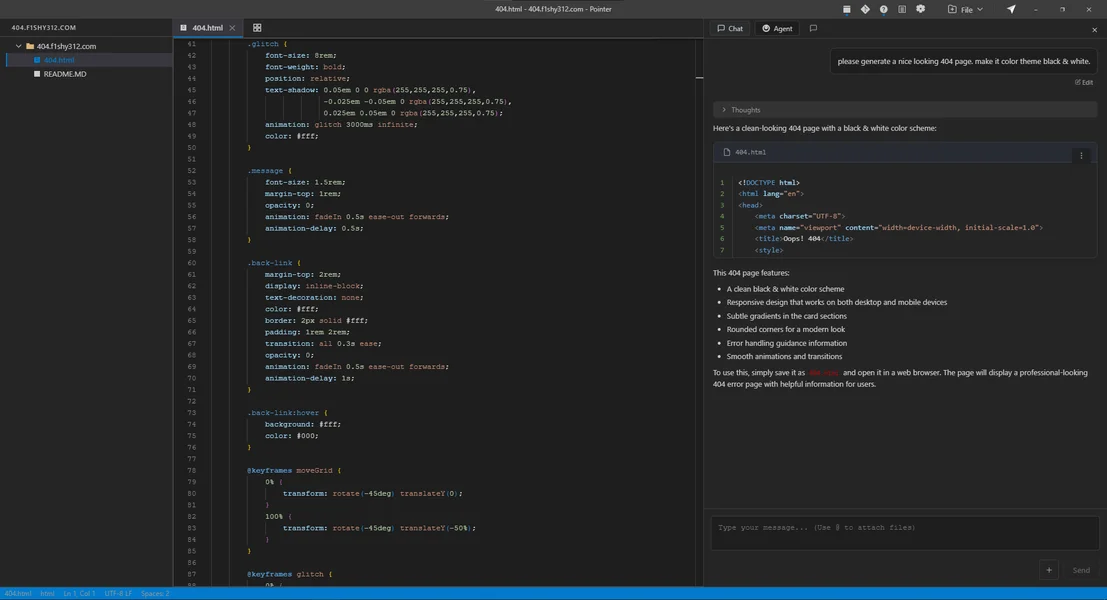 404.html - 404.f1shy312.com - Pointer
File
404.F1SHY312.COM
404.f1shy312.com
404.html
README.MD
404.html
41 .glitch {
42 font-size: 8rem;
43 font-weight: bold;
44 position: relative;
45 text-shadow: 0.05em 0 0 rgba(255,255,255,0.75),
46 -0.025em -0.05em 0 rgba(255,255,255,0.75),
47 0.025em 0.05em 0 rgba(255,255,255,0.75);
48 animation: glitch 3000ms infinite;
49 color: #fff;
50 }
51
52 .message {
53 font-size: 1.5rem;
54 margin-top: 1rem;
55 opacity: 0;
56 animation: fadeIn 0.5s ease-out forwards;
57 animation-delay: 0.5s;
58 }
59
60 .back-link {
61 margin-top: 2rem;
62 display: inline-block;
63 text-decoration: none;
64 color: #fff;
65 border: 2px solid #fff;
66 padding: 1rem 2rem;
67 transition: all 0.3s ease;
68 opacity: 0;
69 animation: fadeIn 0.5s ease-out forwards;
70 animation-delay: 1s;
71 }
72
73 .back-link:hover {
74 background: #fff;
75 color: #000;
76 }
77
78 @keyframes moveGrid {
79 0% {
80 transform: rotate(-45deg) translateY(0);
81 }
82 100% {
83 transform: rotate(-45deg) translateY(-50%);
84 }
85 }
86
87 @keyframes glitch {
88 0% {
Chat
Agent
please generate a nice looking 404 page. make it color theme black & white.
Edit
Thoughts
Here's a clean-looking 404 page with a black & white color scheme:
404.html
1 <!DOCTYPE html>
2 <html lang="en">
3 <head>
4 <meta charset="UTF-8">
5 <meta name="viewport" content="width=device-width, initial-scale=1.0">
6 <title>Oops! 404</title>
7 <style>
This 404 page features:
• A clean black & white color scheme
• Responsive design that works on both desktop and mobile devices
• Subtle gradients in the card sections
• Rounded corners for a modern look
• Error handling guidance information
• Smooth animations and transitions
To use this, simply save it as and open it in a web browser. The page will display a professional-looking
404 error page with helpful information for users.
Type your message... (Use @ to attach files)
+ Send
404.html html Ln 1 Col 1 UTF-8 LF Spaces: 2